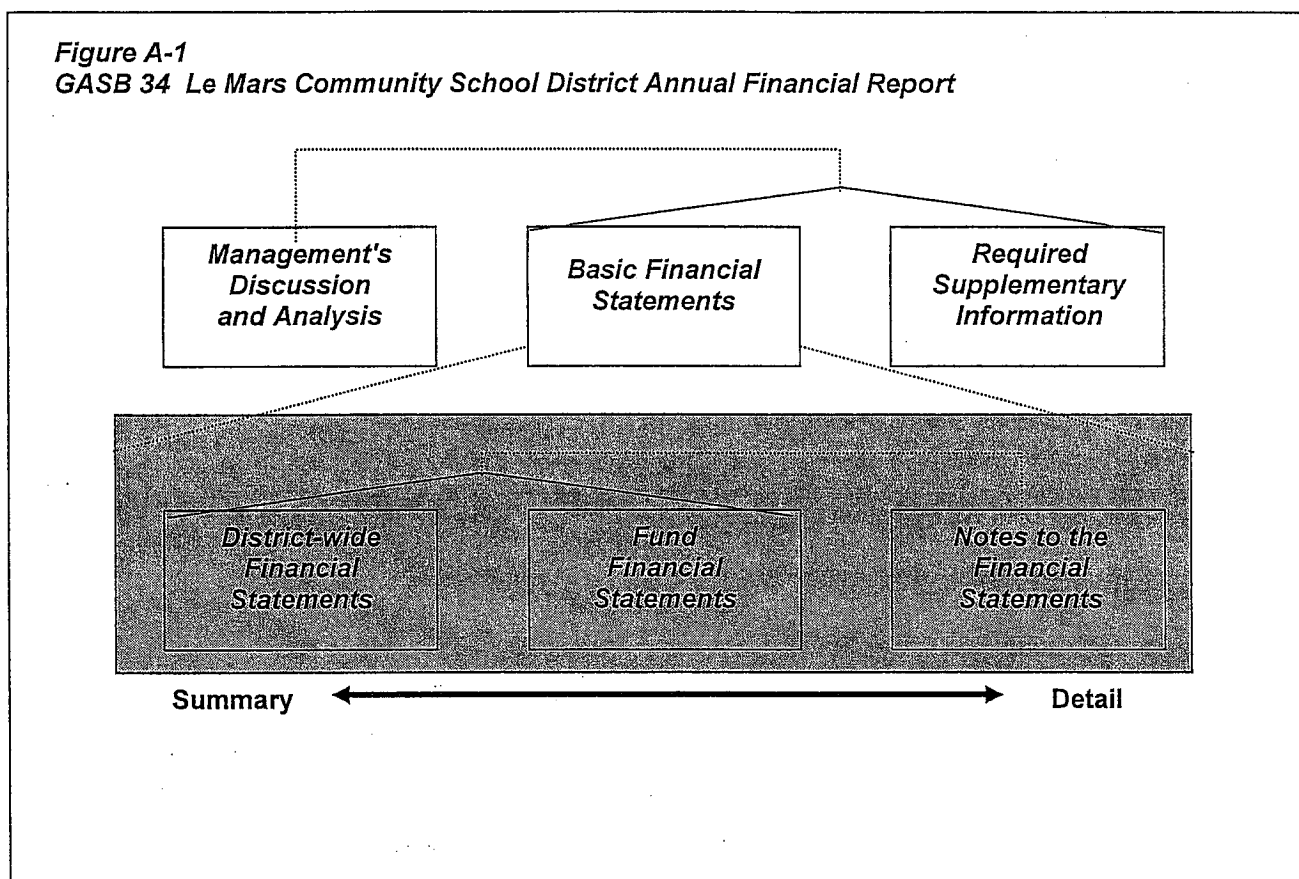 Figure A-1
GASB 34 Le Mars Community School District Annual Financial Report
Management's
Discussion
and Analysis
Basic Financial
Statements
Required
Supplementary
Information
District-wide
Financial
Statements
Fund
Financial
Statements
Notes to the
Financial
Statements
Summary
Detail